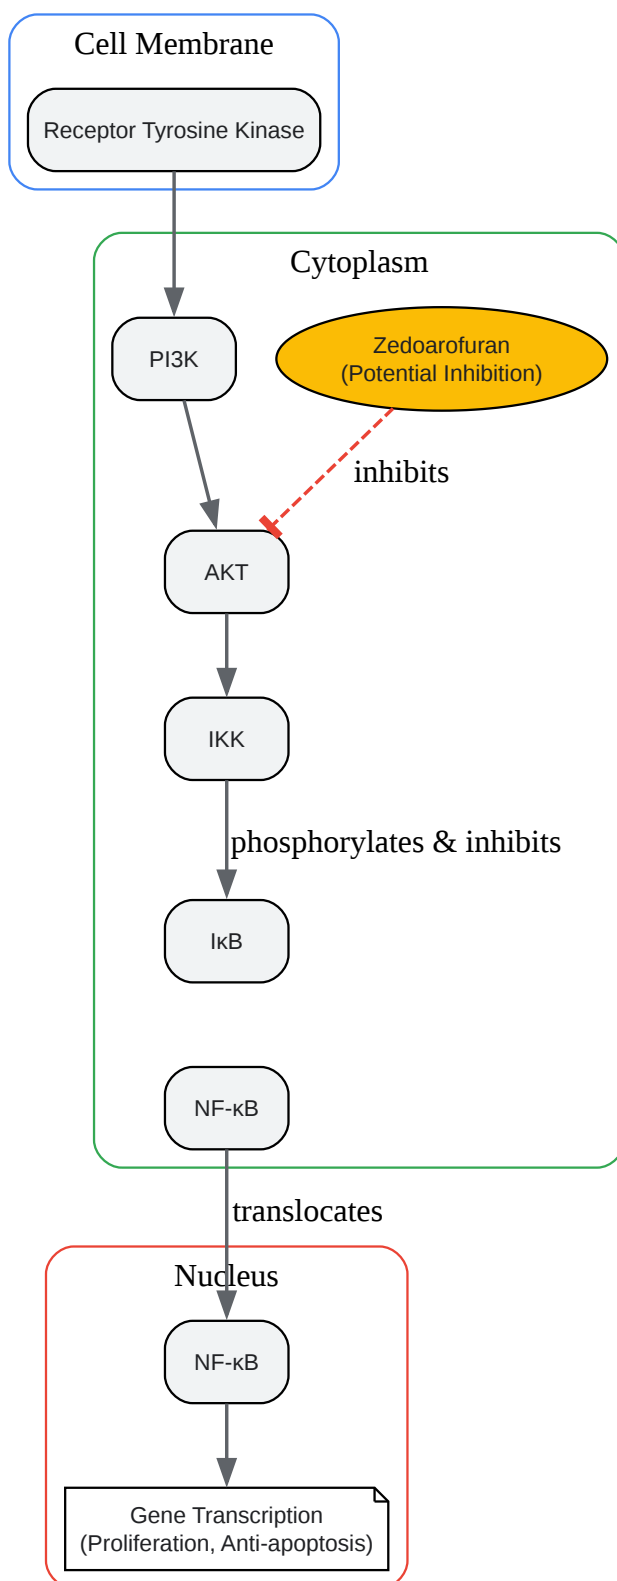 Cell Membrane
Receptor Tyrosine Kinase
Cytoplasm
PI3K
Zedoarofuran
(Potential Inhibition)
inhibits
AKT
IKK
phosphorylates & inhibits
IκB
NF-κB
translocates
Nucleus
NF-κB
Gene Transcription
(Proliferation, Anti-apoptosis)